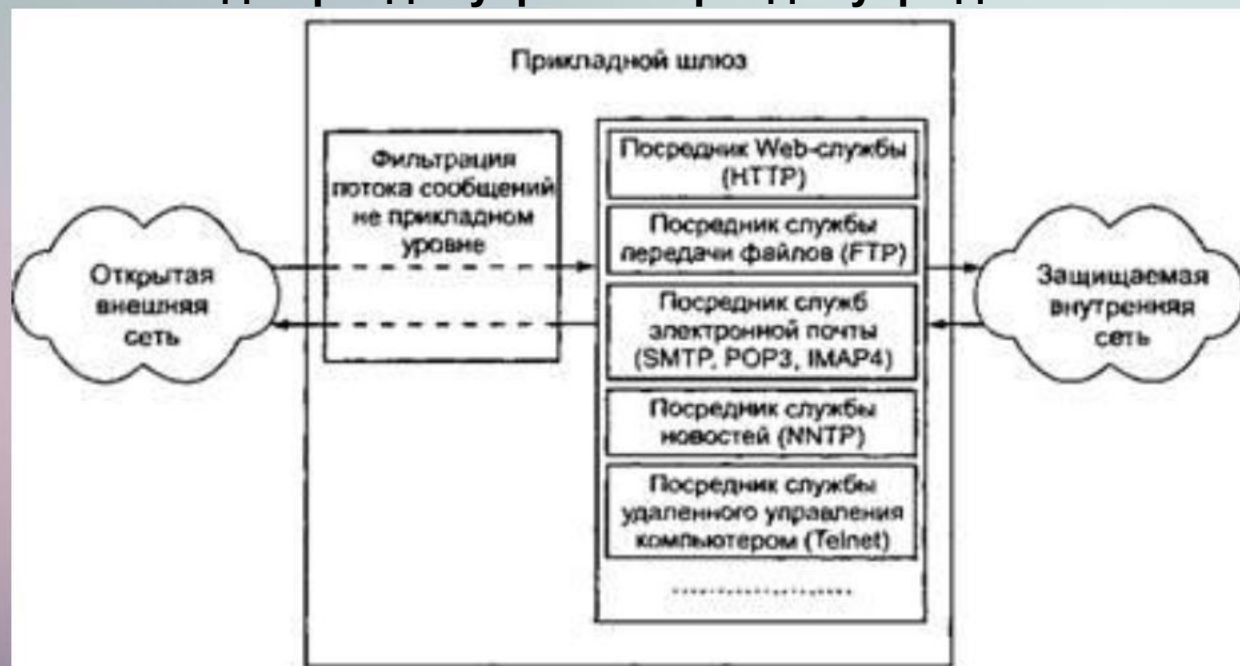 Прикладной шлюз
Фильтрация
потока сообщений
не прикладном
уровне
Посредник Web-службы
(HTTP)
Посредник службы
передачи файлов (FTP)
Посредник служб
электронной почты
(SMTP, POP3, IMAP4)
Посредник службы
новостей (NNTP)
Посредник службы
удаленного управления
компьютером (Telnet)
Открытая
внешняя
сеть
Защищаемая
внутренняя
сеть